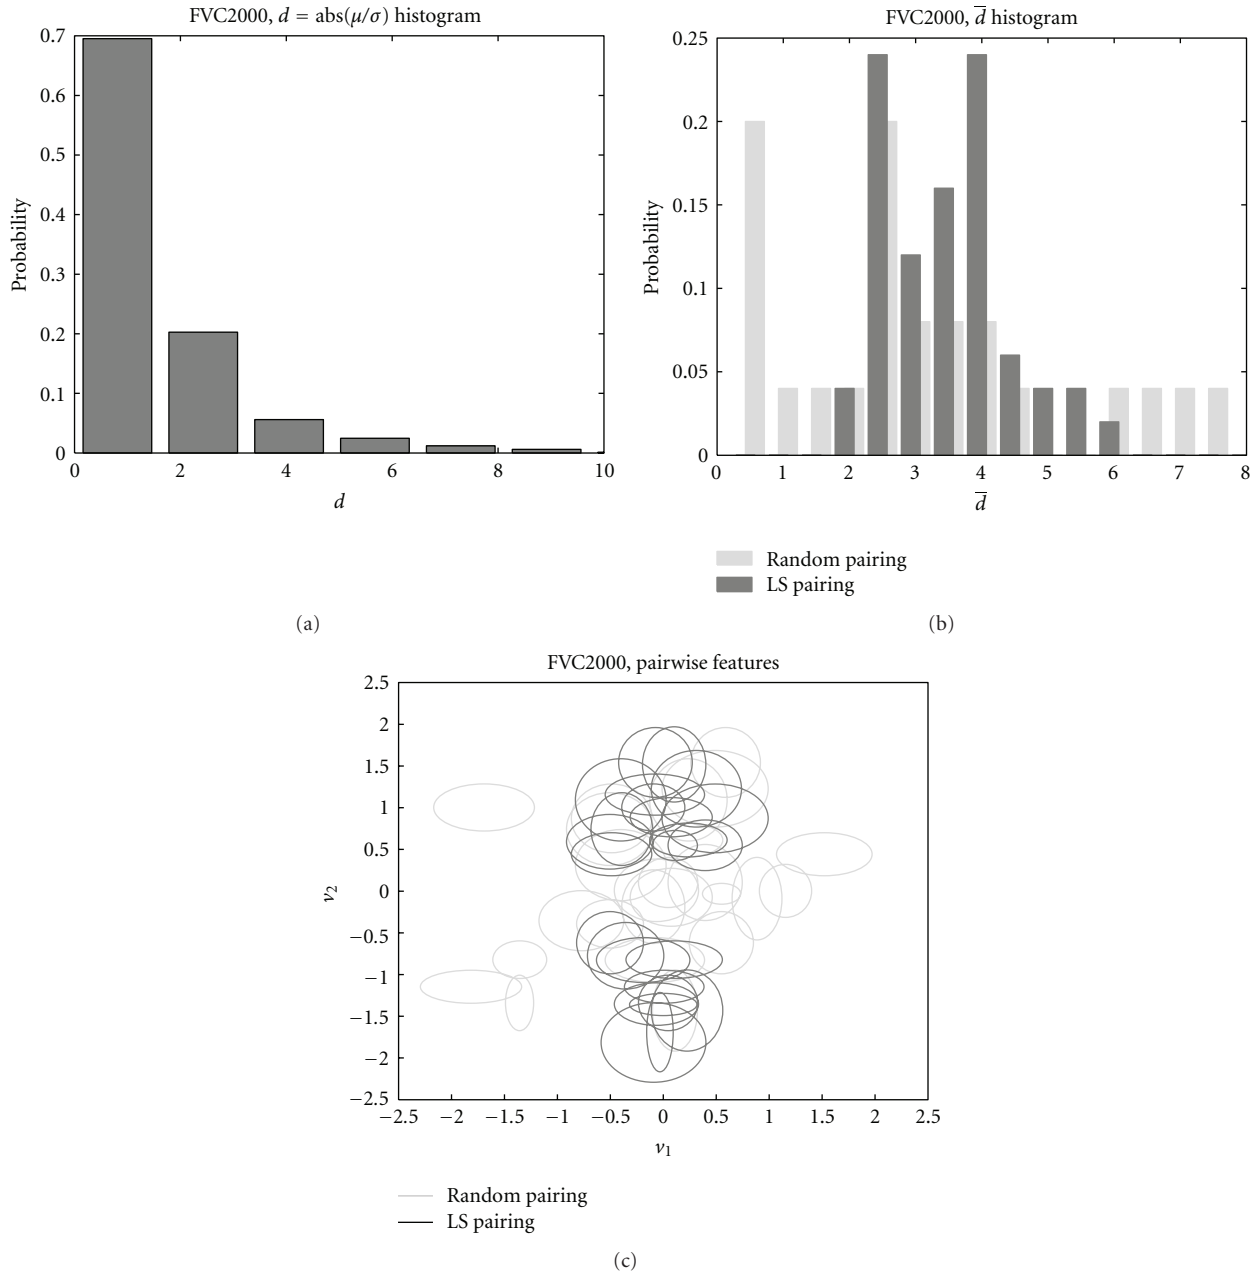 FVC2000, d = abs(μ/σ) histogram
0.7
0.6
0.5
0.4
0.3
0.2
0.1
0
Probability
0 2 4 6 8 10
d
(a)
FVC2000, d̅ histogram
0.25
0.2
0.15
0.1
0.05
0
Probability
0 1 2 3 4 5 6 7 8
d̅
Random pairing
LS pairing
(b)
FVC2000, pairwise features
2.5
2
1.5
1
0.5
0
−0.5
−1
−1.5
−2
−2.5
v₂
−2.5 −2 −1.5 −1 −0.5 0 0.5 1 2 2.5
v₁
Random pairing
LS pairing
(c)